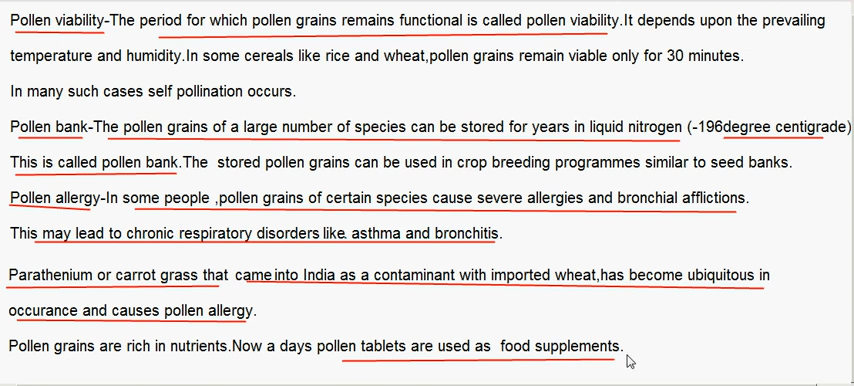 Pollen viability-The period for which pollen grains remains functional is called pollen viability.It depends upon the prevailing
temperature and humidity.In some cereals like rice and wheat,pollen grains remain viable only for 30 minutes.
In many such cases self pollination occurs.
Pollen bank-The pollen grains of a large number of species can be stored for years in liquid nitrogen (-196degree centigrade)
This is called pollen bank.The stored pollen grains can be used in crop breeding programmes similar to seed banks.
Pollen allergy-In some people ,pollen grains of certain species cause severe allergies and bronchial afflictions.
This may lead to chronic respiratory disorders like. asthma and bronchitis.
Parathenium or carrot grass that came into India as a contaminant with imported wheat,has become ubiquitous in
occurance and causes pollen allergy.
Pollen grains are rich in nutrients.Now a days pollen tablets are used as food supplements.